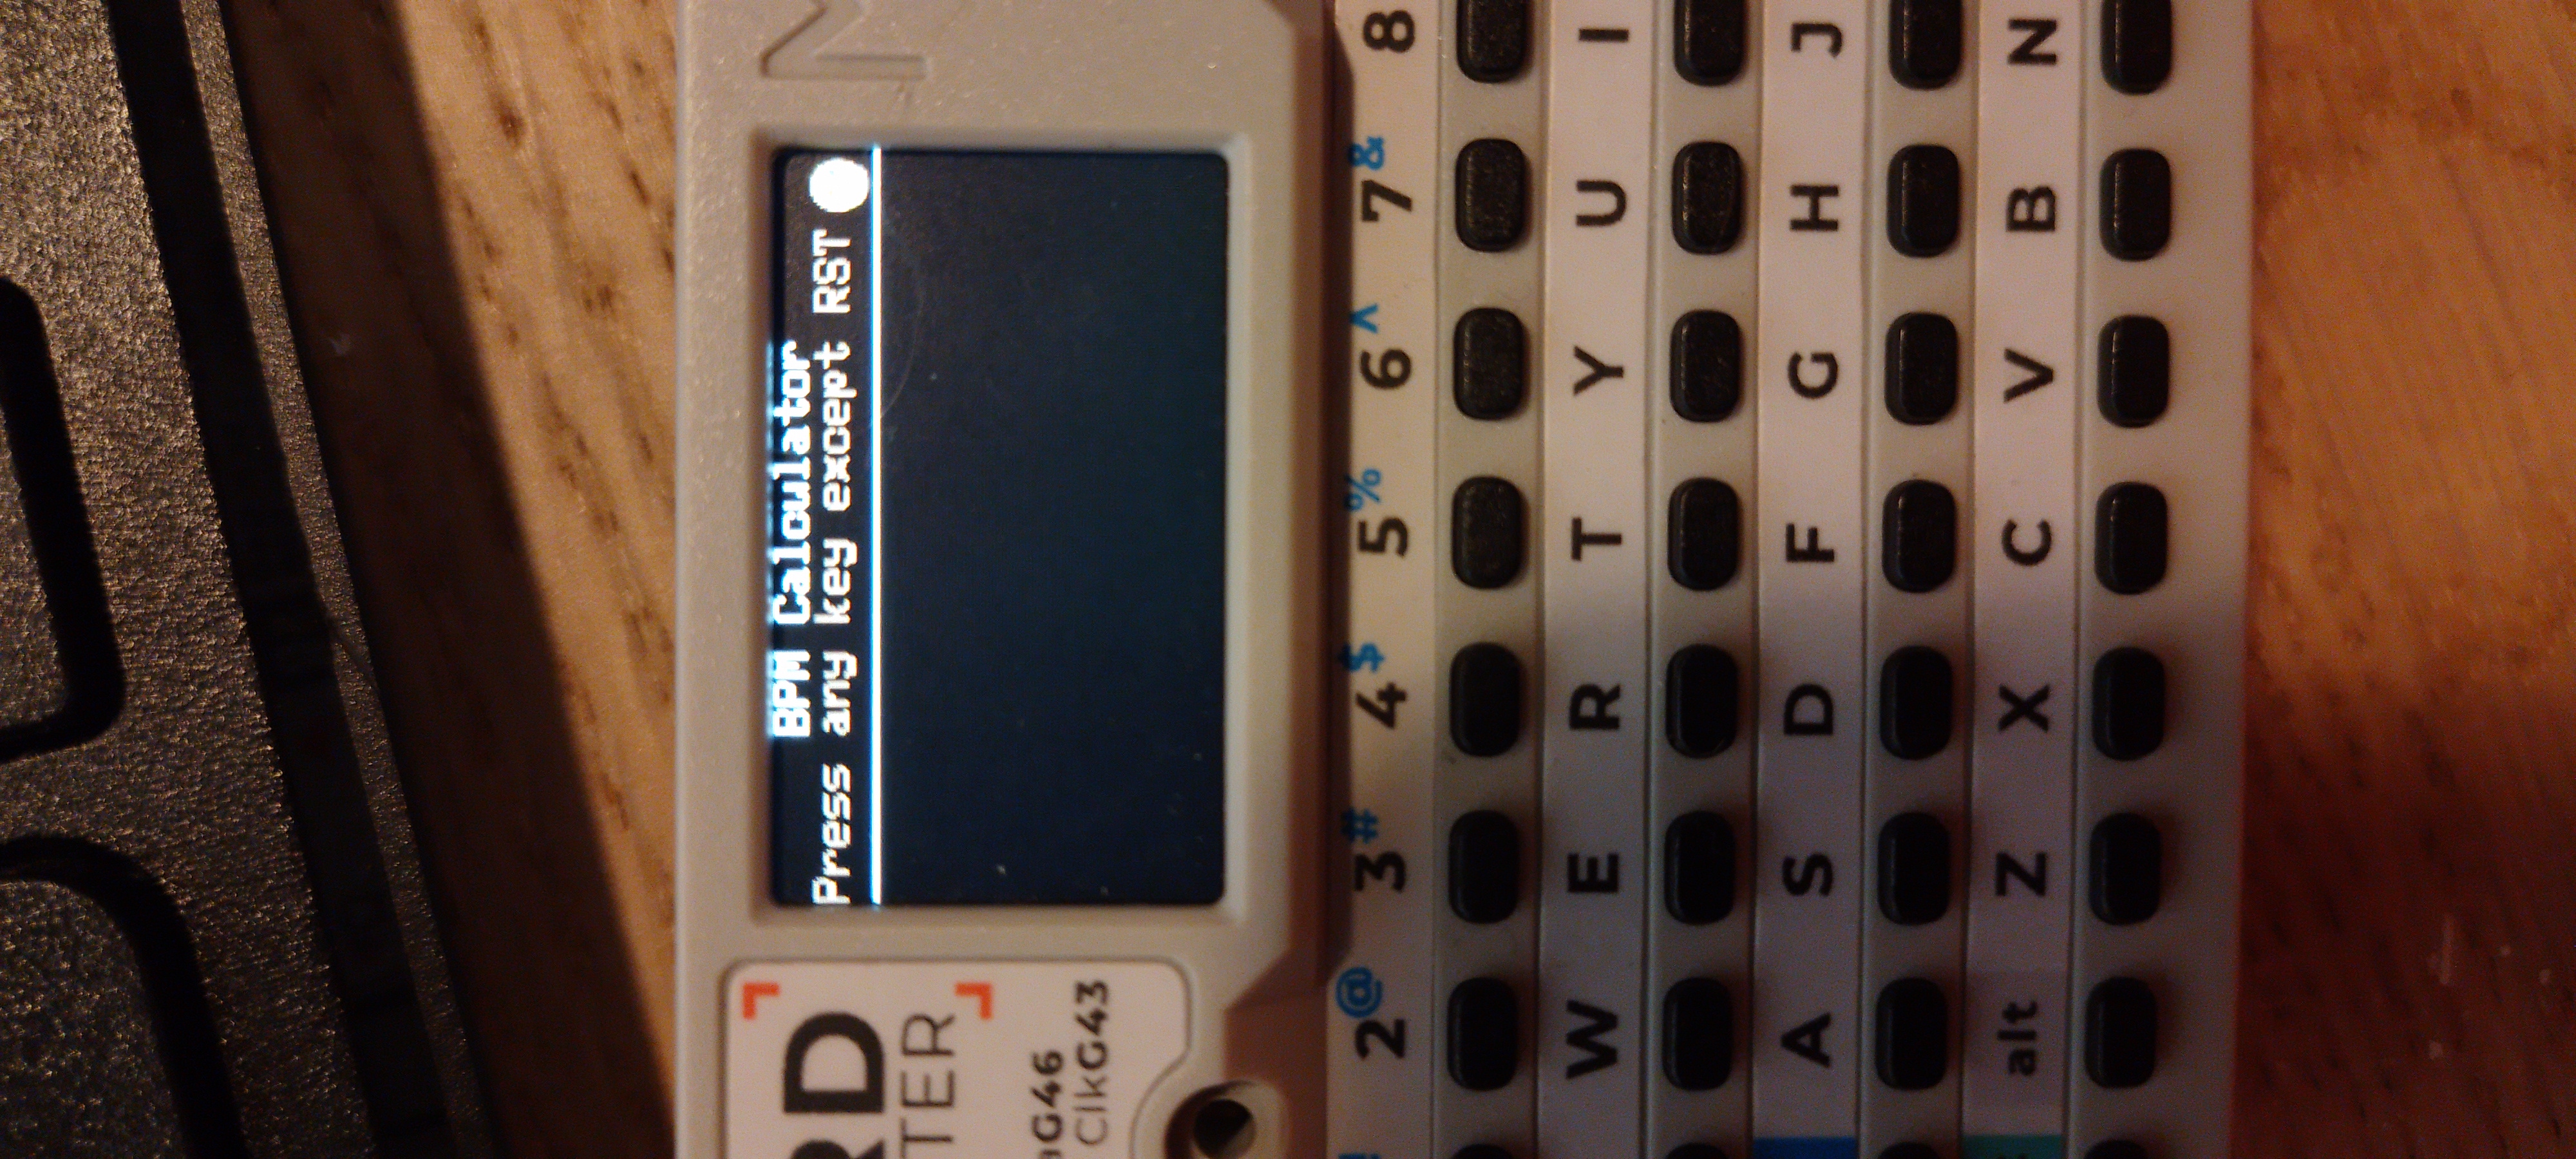 BPM Calculator
Press any key except RST
RD
TER
G46
ClkG43
M
! 2 @ 3 # 4 $ 5 % 6 ^ 7 & 8
W E R T Y U I
A S D F G H J
alt Z X C V B N